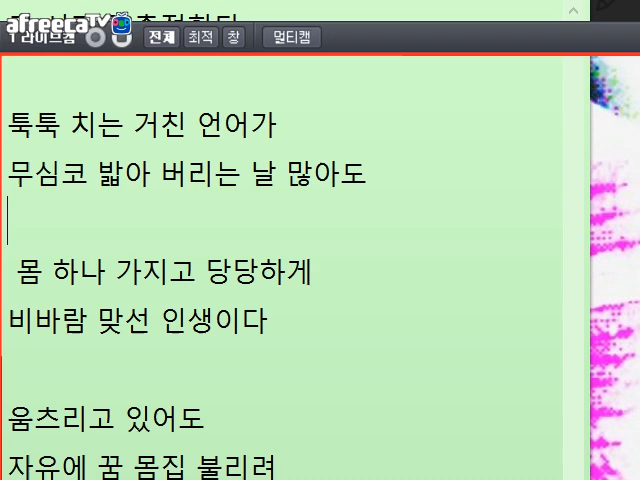 afreecaTV
1 라이브캠 전체 최적 창 멀티캠
툭툭 치는 거친 언어가
무심코 밟아 버리는 날 많아도
몸 하나 가지고 당당하게
비바람 맞선 인생이다
움츠리고 있어도
자유에 꿈 몸집 불리려